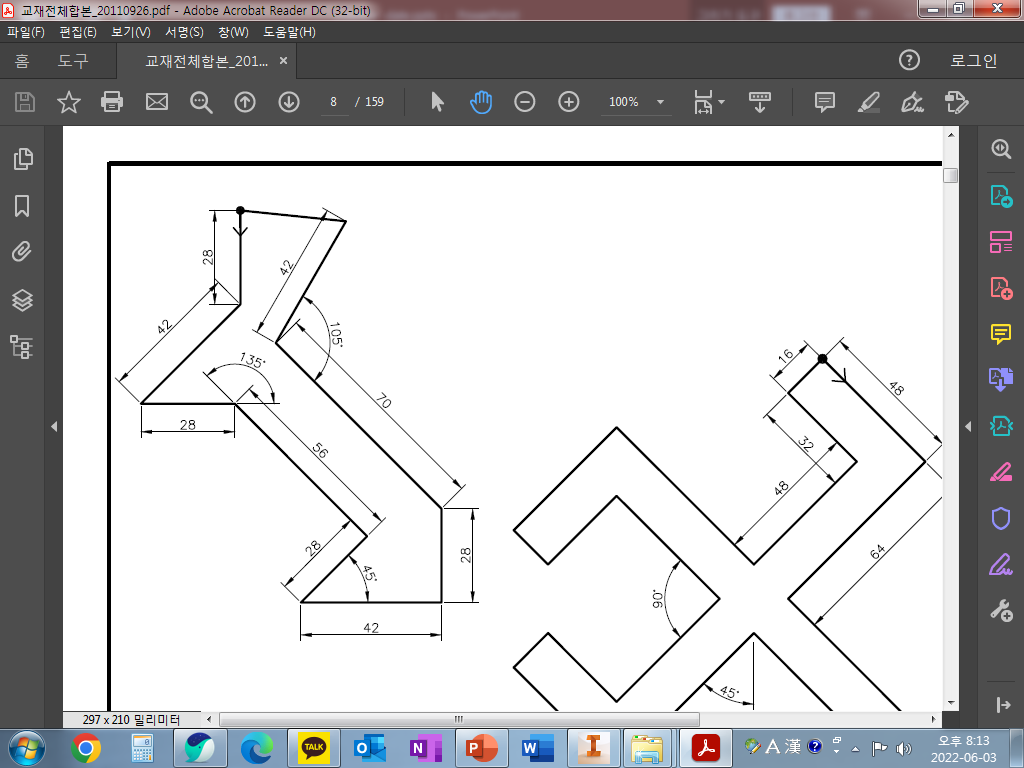 교재전체합본_20110926.pdf - Adobe Acrobat Reader DC (32-bit)
파일(F) 편집(E) 보기(V) 서명(S) 창(W) 도움말(H)
홈 도구 교재전체합본_201... × ? 로그인
8 / 159 100%
28
42
42
105°
16
48
135°
70
28
56
32
48
28
45°
28
64
90°
42
45°
297 x 210 밀리미터
TALK
A 漢 ?
오후 8:13
2022-06-03